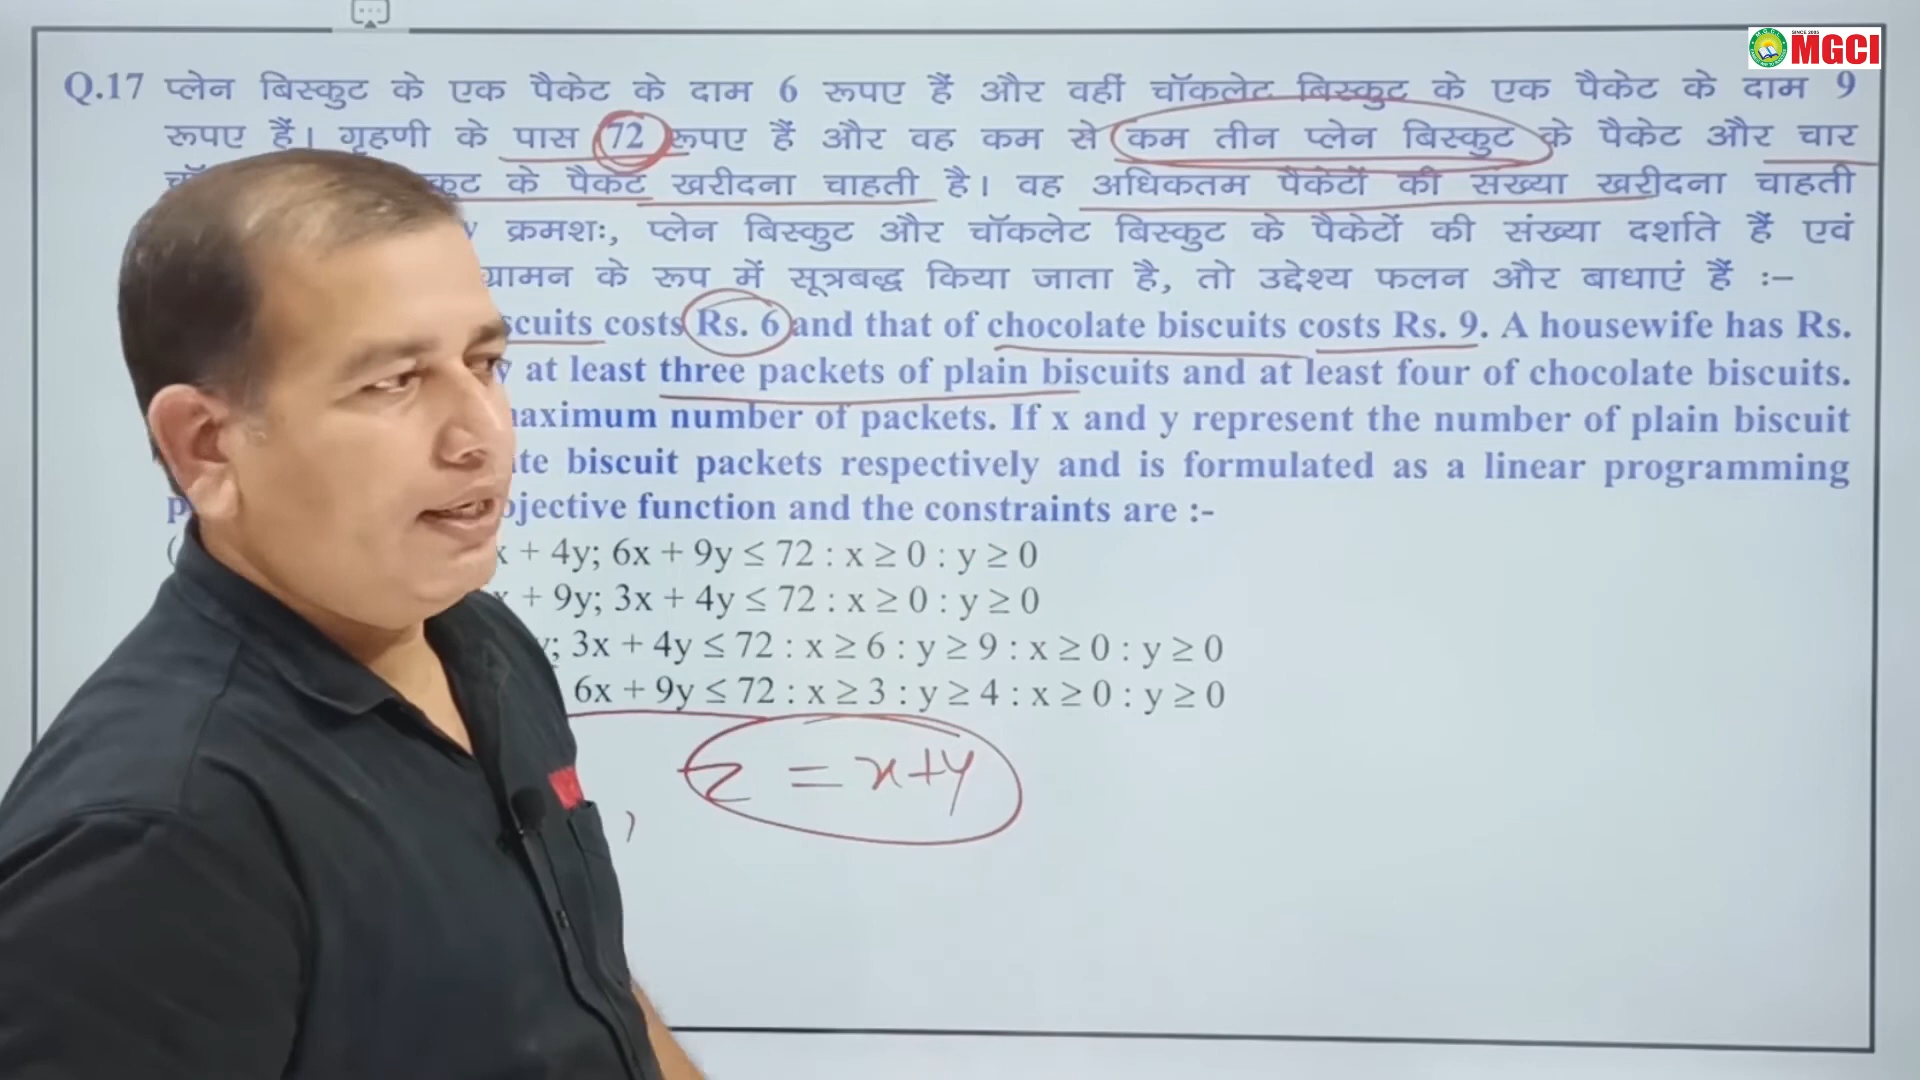 SINCE 2005
MGCI
Q.17 प्लेन बिस्कुट के एक पैकेट के दाम 6 रूपए हैं और वहीं चॉकलेट बिस्कुट के एक पैकेट के दाम 9
रूपए हैं। गृहणी के पास 72 रूपए हैं और वह कम से कम तीन प्लेन बिस्कुट के पैकेट और चार
के पैकेट खरीदना चाहती है। वह अधिकतम पैकेटों की संख्या खरीदना चाहती
y क्रमशः, प्लेन बिस्कुट और चॉकलेट बिस्कुट के पैकेटों की संख्या दर्शाते हैं एवं
के रूप में सूत्रबद्ध किया जाता है, तो उद्देश्य फलन और बाधाएं हैं :–
costs Rs. 6 and that of chocolate biscuits costs Rs. 9. A housewife has Rs.
at least three packets of plain biscuits and at least four of chocolate biscuits.
number of packets. If x and y represent the number of plain biscuit
biscuit packets respectively and is formulated as a linear programming
function and the constraints are :-
x + 4y; 6x + 9y ≤ 72 : x ≥ 0 : y ≥ 0
+ 9y; 3x + 4y ≤ 72 : x ≥ 0 : y ≥ 0
y; 3x + 4y ≤ 72 : x ≥ 6 : y ≥ 9 : x ≥ 0 : y ≥ 0
6x + 9y ≤ 72 : x ≥ 3 : y ≥ 4 : x ≥ 0 : y ≥ 0
z = x+y